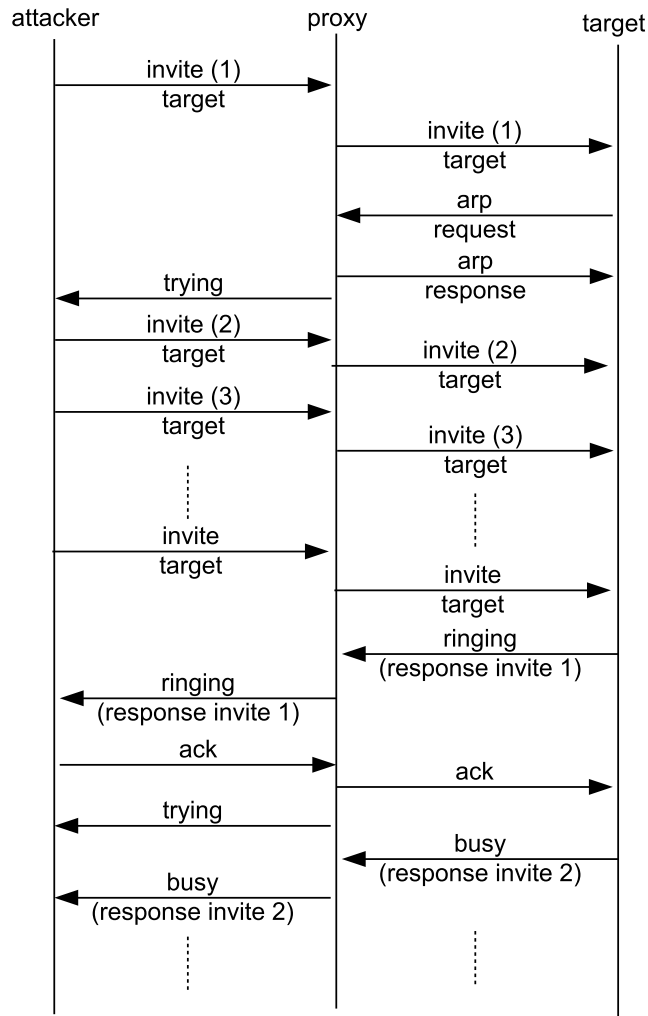 attacker
proxy
target
invite (1)
target
invite (1)
target
arp
request
arp
response
trying
invite (2)
target
invite (2)
target
invite (3)
target
invite (3)
target
invite
target
invite
target
ringing
(response invite 1)
ringing
(response invite 1)
ack
ack
trying
busy
(response invite 2)
busy
(response invite 2)